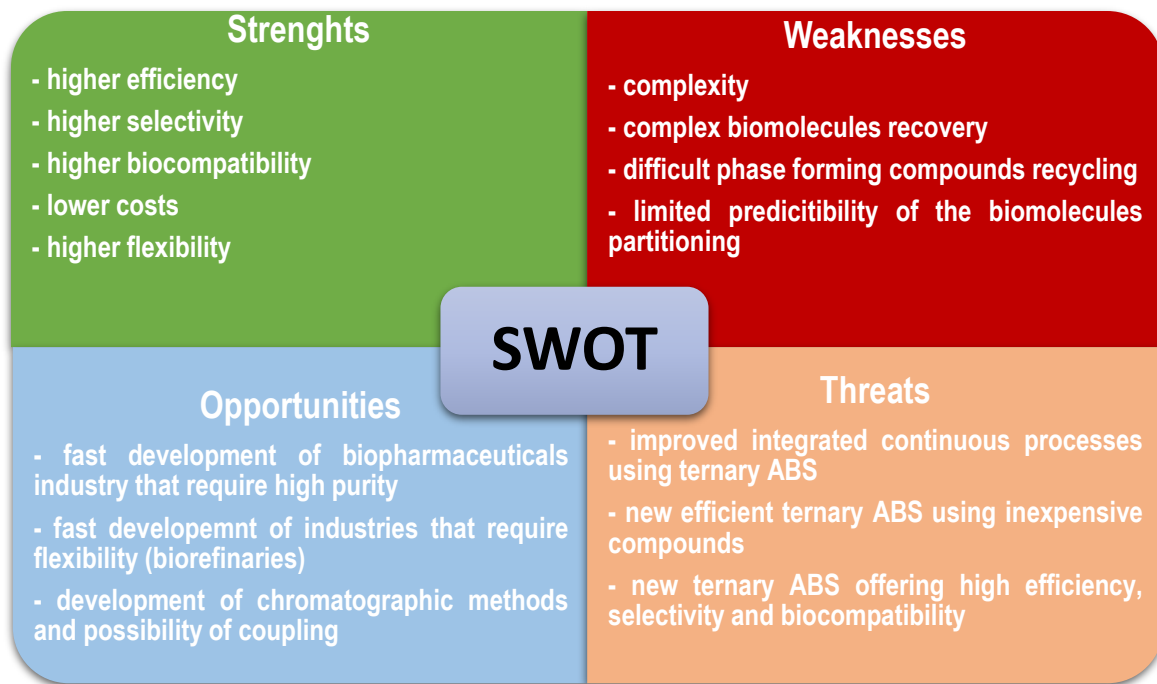 Strenghts
- higher efficiency
- higher selectivity
- higher biocompatibility
- lower costs
- higher flexibility
Weaknesses
- complexity
- complex biomolecules recovery
- difficult phase forming compounds recycling
- limited predicitibility of the biomolecules
partitioning
SWOT
Opportunities
- fast development of biopharmaceuticals
industry that require high purity
- fast developemnt of industries that require
flexibility (biorefinaries)
- development of chromatographic methods
and possibility of coupling
Threats
- improved integrated continuous processes
using ternary ABS
- new efficient ternary ABS using inexpensive
compounds
- new ternary ABS offering high efficiency,
selectivity and biocompatibility